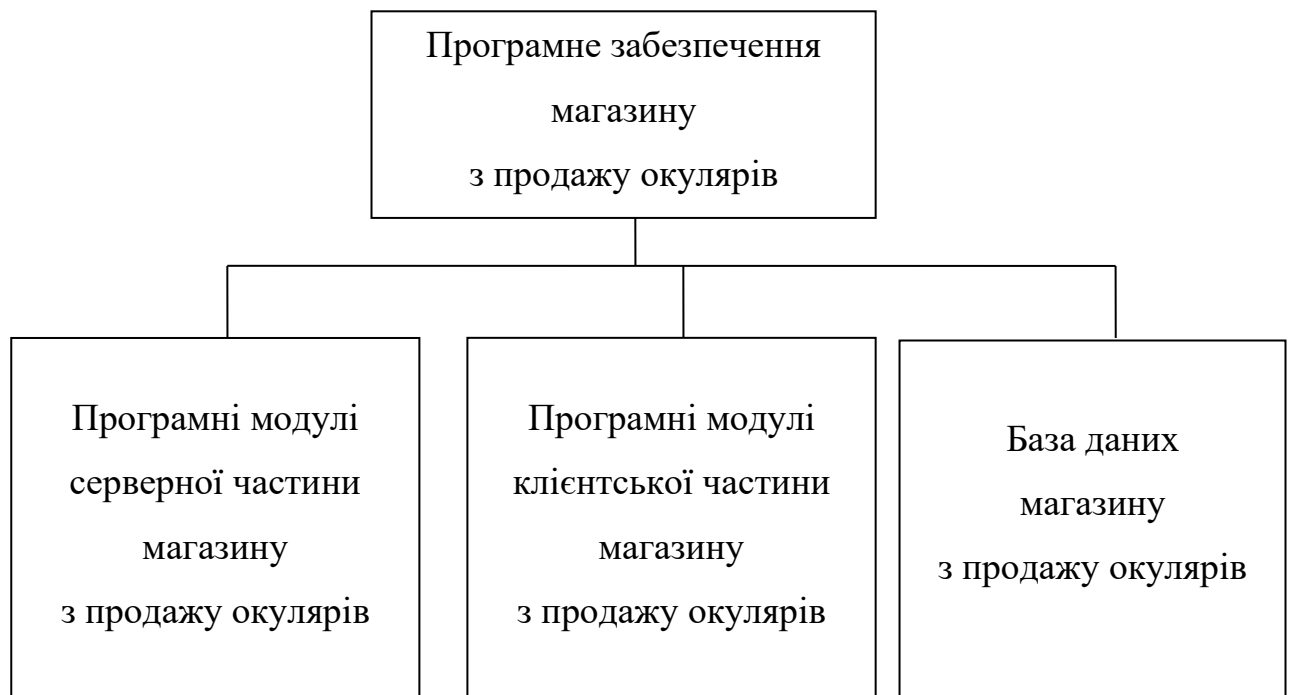 Програмне забезпечення
магазину
з продажу окулярів
Програмні модулі
серверної частини
магазину
з продажу окулярів
Програмні модулі
клієнтської частини
магазину
з продажу окулярів
База даних
магазину
з продажу окулярів